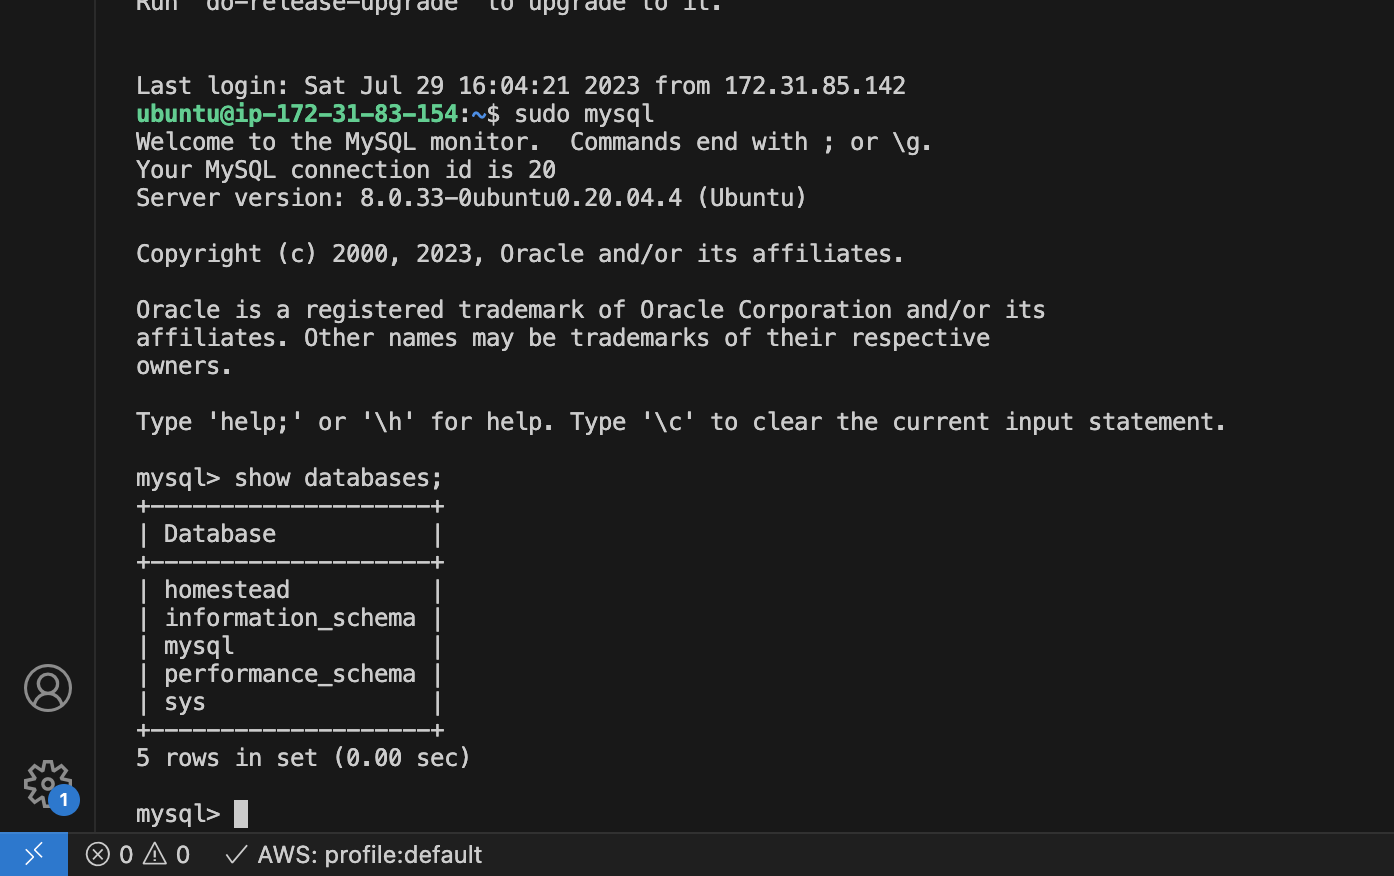 Run 'do-release-upgrade' to upgrade to it.
Last login: Sat Jul 29 16:04:21 2023 from 172.31.85.142
ubuntu@ip-172-31-83-154:~$ sudo mysql
Welcome to the MySQL monitor.  Commands end with ; or \g.
Your MySQL connection id is 20
Server version: 8.0.33-0ubuntu0.20.04.4 (Ubuntu)
Copyright (c) 2000, 2023, Oracle and/or its affiliates.
Oracle is a registered trademark of Oracle Corporation and/or its
affiliates. Other names may be trademarks of their respective
owners.
Type 'help;' or '\h' for help. Type '\c' to clear the current input statement.
mysql> show databases;
+--------------------+
| Database           |
+--------------------+
| homestead          |
| information_schema |
| mysql              |
| performance_schema |
| sys                |
+--------------------+
5 rows in set (0.00 sec)
mysql>
1
0 0 AWS: profile:default